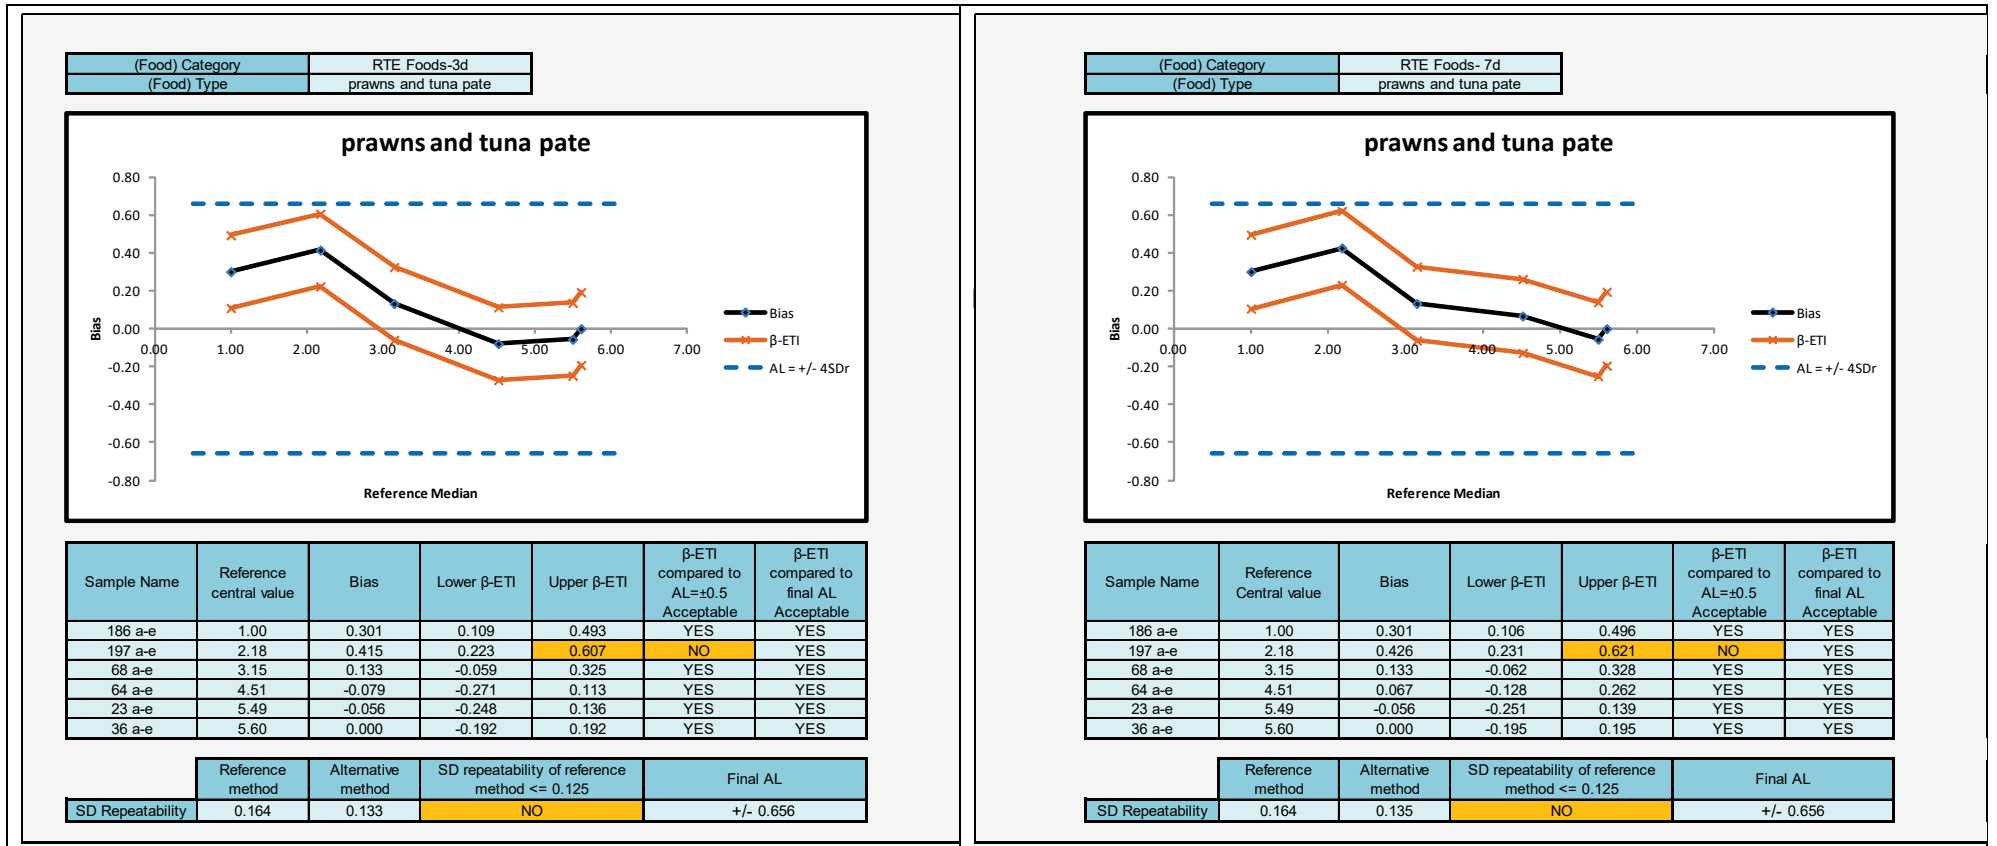 (Food) Category RTE Foods-3d
(Food) Type prawns and tuna pate
prawns and tuna pate
0.80
0.60
0.40
0.20
0.00
-0.20
-0.40
-0.60
-0.80
0.00 1.00 2.00 3.00 4.00 5.00 6.00 7.00
Bias
Reference Median
Bias
β-ETI
AL = +/- 4SDr
Sample Name Reference central value Bias Lower β-ETI Upper β-ETI β-ETI compared to AL=±0.5 Acceptable β-ETI compared to final AL Acceptable
186 a-e 1.00 0.301 0.109 0.493 YES YES
197 a-e 2.18 0.415 0.223 0.607 NO YES
68 a-e 3.15 0.133 -0.059 0.325 YES YES
64 a-e 4.51 -0.079 -0.271 0.113 YES YES
23 a-e 5.49 -0.056 -0.248 0.136 YES YES
36 a-e 5.60 0.000 -0.192 0.192 YES YES
Reference method Alternative method SD repeatability of reference method <= 0.125 Final AL
SD Repeatability 0.164 0.133 NO +/- 0.656
(Food) Category RTE Foods- 7d
(Food) Type prawns and tuna pate
prawns and tuna pate
0.80
0.60
0.40
0.20
0.00
-0.20
-0.40
-0.60
-0.80
0.00 1.00 2.00 3.00 4.00 5.00 6.00 7.00
Bias
Reference Median
Bias
β-ETI
AL = +/- 4SDr
Sample Name Reference Central value Bias Lower β-ETI Upper β-ETI β-ETI compared to AL=±0.5 Acceptable β-ETI compared to final AL Acceptable
186 a-e 1.00 0.301 0.106 0.496 YES YES
197 a-e 2.18 0.426 0.231 0.621 NO YES
68 a-e 3.15 0.133 -0.062 0.328 YES YES
64 a-e 4.51 0.067 -0.128 0.262 YES YES
23 a-e 5.49 -0.056 -0.251 0.139 YES YES
36 a-e 5.60 0.000 -0.195 0.195 YES YES
Reference method Alternative method SD repeatability of reference method <= 0.125 Final AL
SD Repeatability 0.164 0.135 NO +/- 0.656